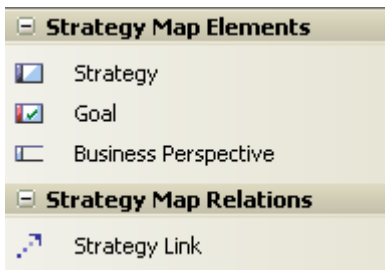 Strategy Map Elements
Strategy
Goal
Business Perspective
Strategy Map Relations
Strategy Link